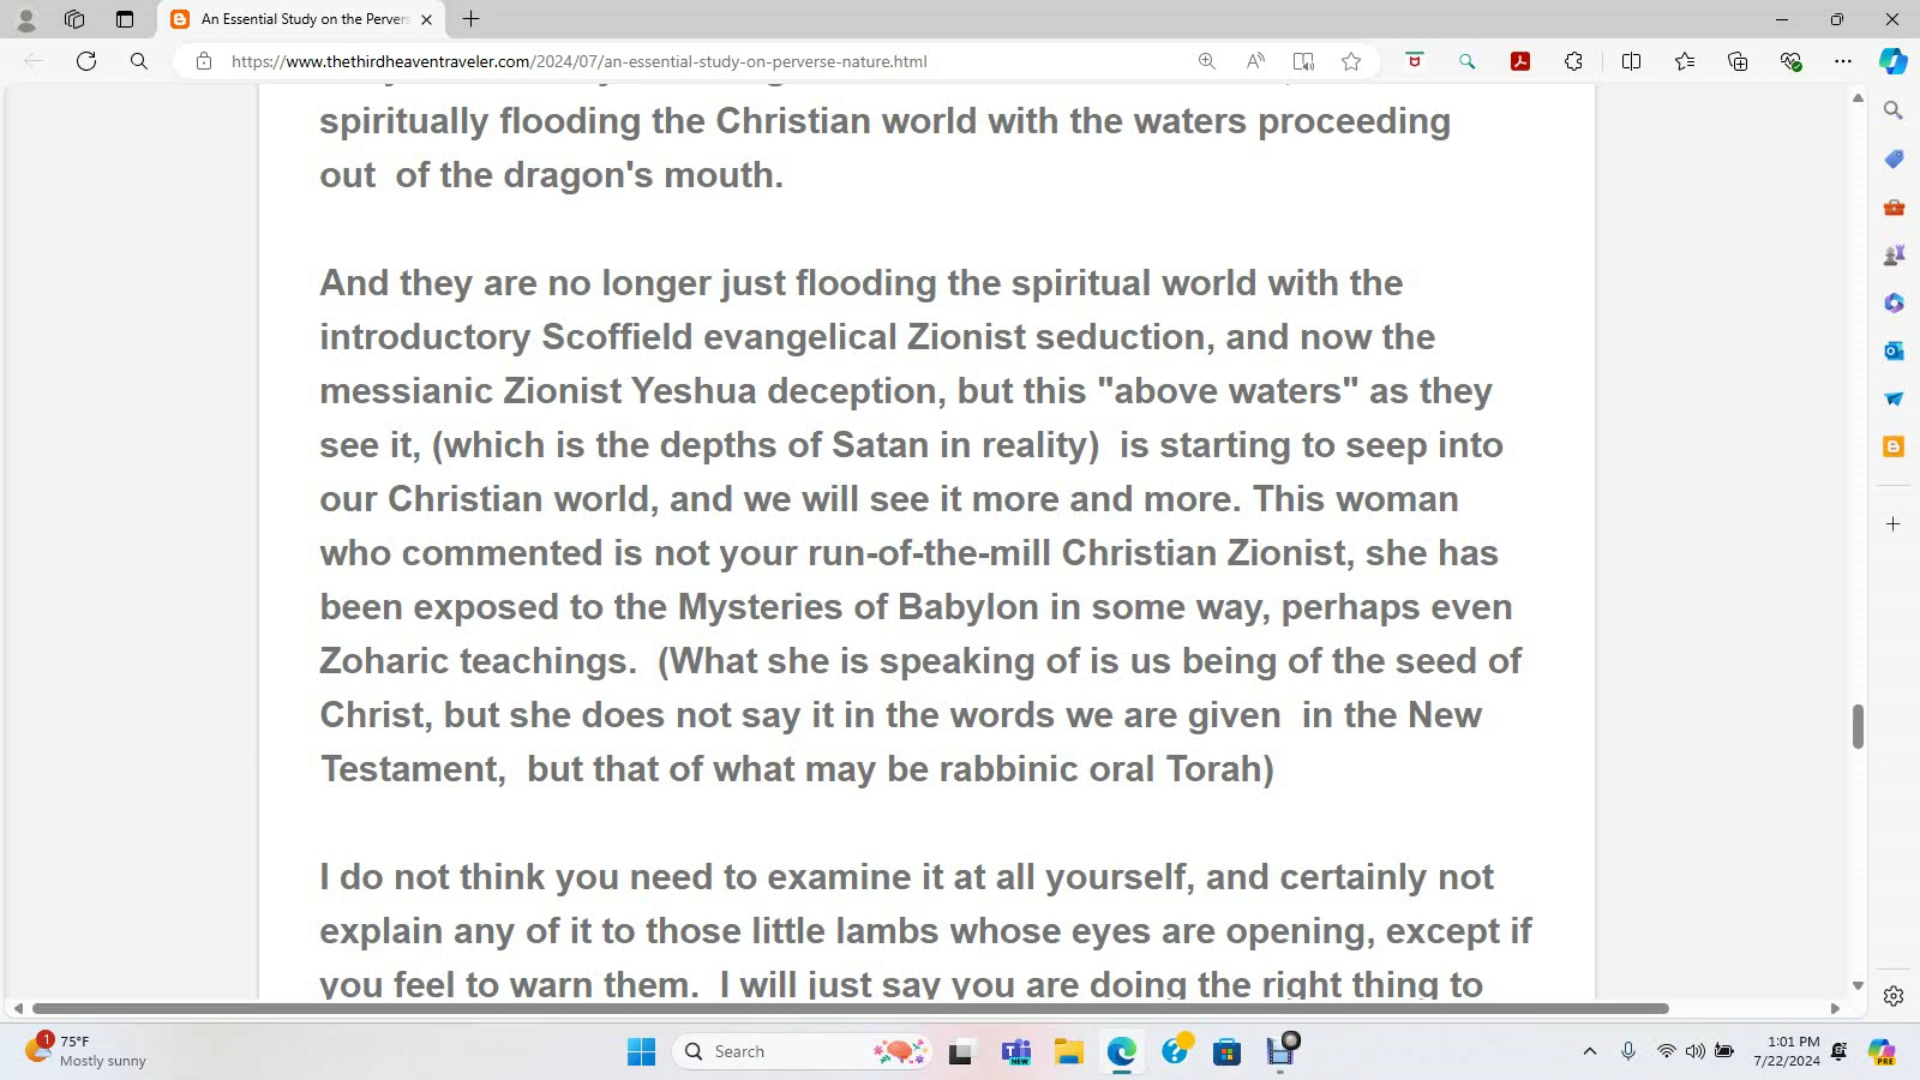 An Essential Study on the Pervers
https://www.thethirdheaventraveler.com/2024/07/an-essential-study-on-perverse-nature.html
spiritually flooding the Christian world with the waters proceeding
out of the dragon's mouth.
And they are no longer just flooding the spiritual world with the
introductory Scoffield evangelical Zionist seduction, and now the
messianic Zionist Yeshua deception, but this "above waters" as they
see it, (which is the depths of Satan in reality) is starting to seep into
our Christian world, and we will see it more and more. This woman
who commented is not your run-of-the-mill Christian Zionist, she has
been exposed to the Mysteries of Babylon in some way, perhaps even
Zoharic teachings. (What she is speaking of is us being of the seed of
Christ, but she does not say it in the words we are given in the New
Testament, but that of what may be rabbinic oral Torah)
I do not think you need to examine it at all yourself, and certainly not
explain any of it to those little lambs whose eyes are opening, except if
you feel to warn them. I will just say you are doing the right thing to
1
75°F
Mostly sunny
Search
NEW
1:01 PM
7/22/2024
PRE